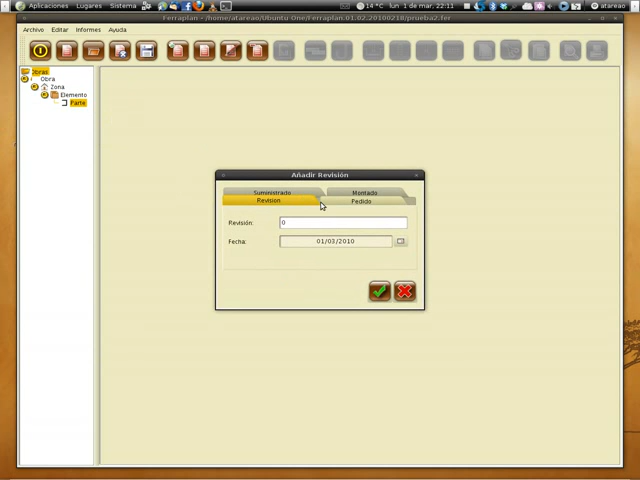 Aplicaciones Lugares Sistema 14 °C lun 1 de mar, 22:11 atareao
Ferraplan - /home/atareao/Ubuntu One/Ferraplan.01.02.20100218/prueba2.fer
Archivo Editar Informes Ayuda
Obras
Obra
Zona
Elemento
Parte
Añadir Revisión
Suministrado Montado
Revision Pedido
Revisión: 0
Fecha: 01/03/2010